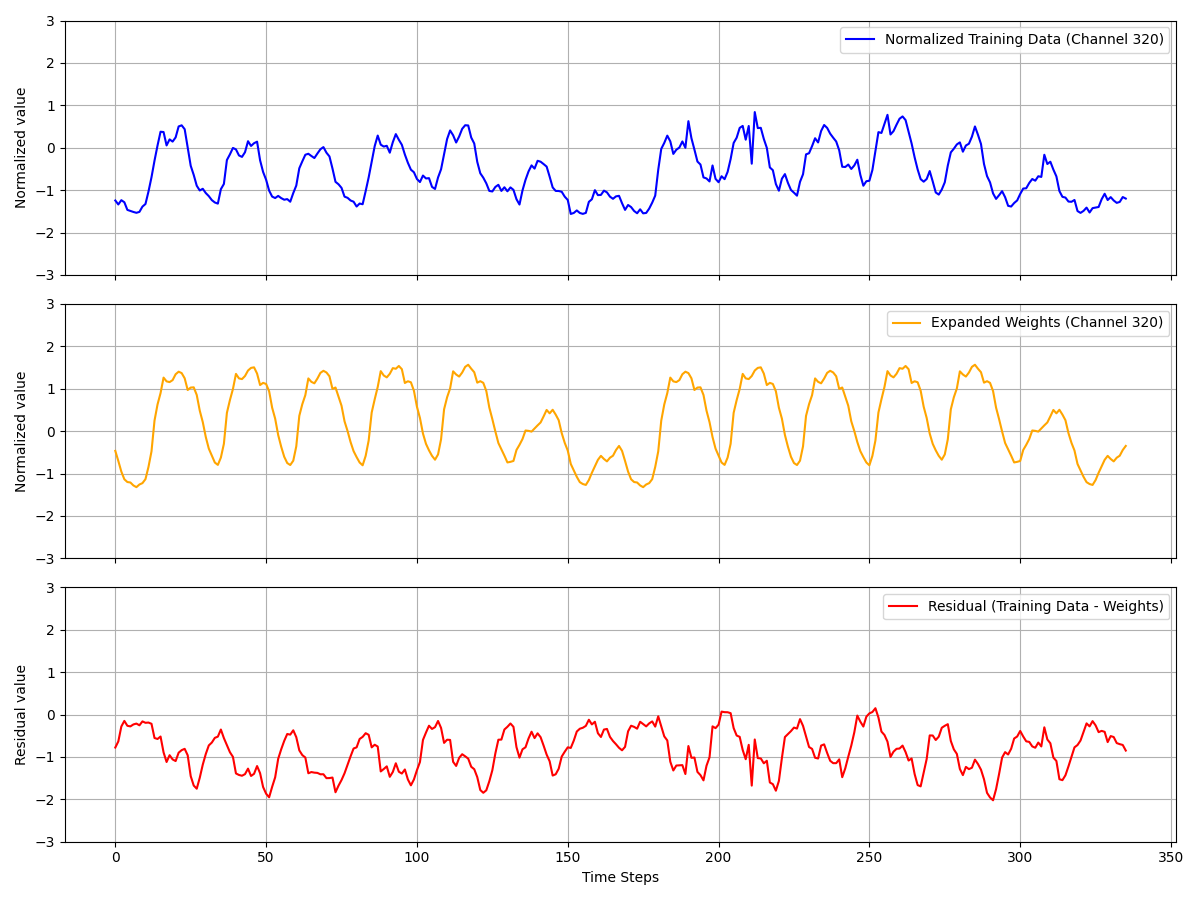 Normalized Training Data (Channel 320)
Normalized value
3
2
1
0
−1
−2
−3
Expanded Weights (Channel 320)
Normalized value
3
2
1
0
−1
−2
−3
Residual (Training Data - Weights)
Residual value
3
2
1
0
−1
−2
−3
0 50 100 150 200 250 300 350
Time Steps